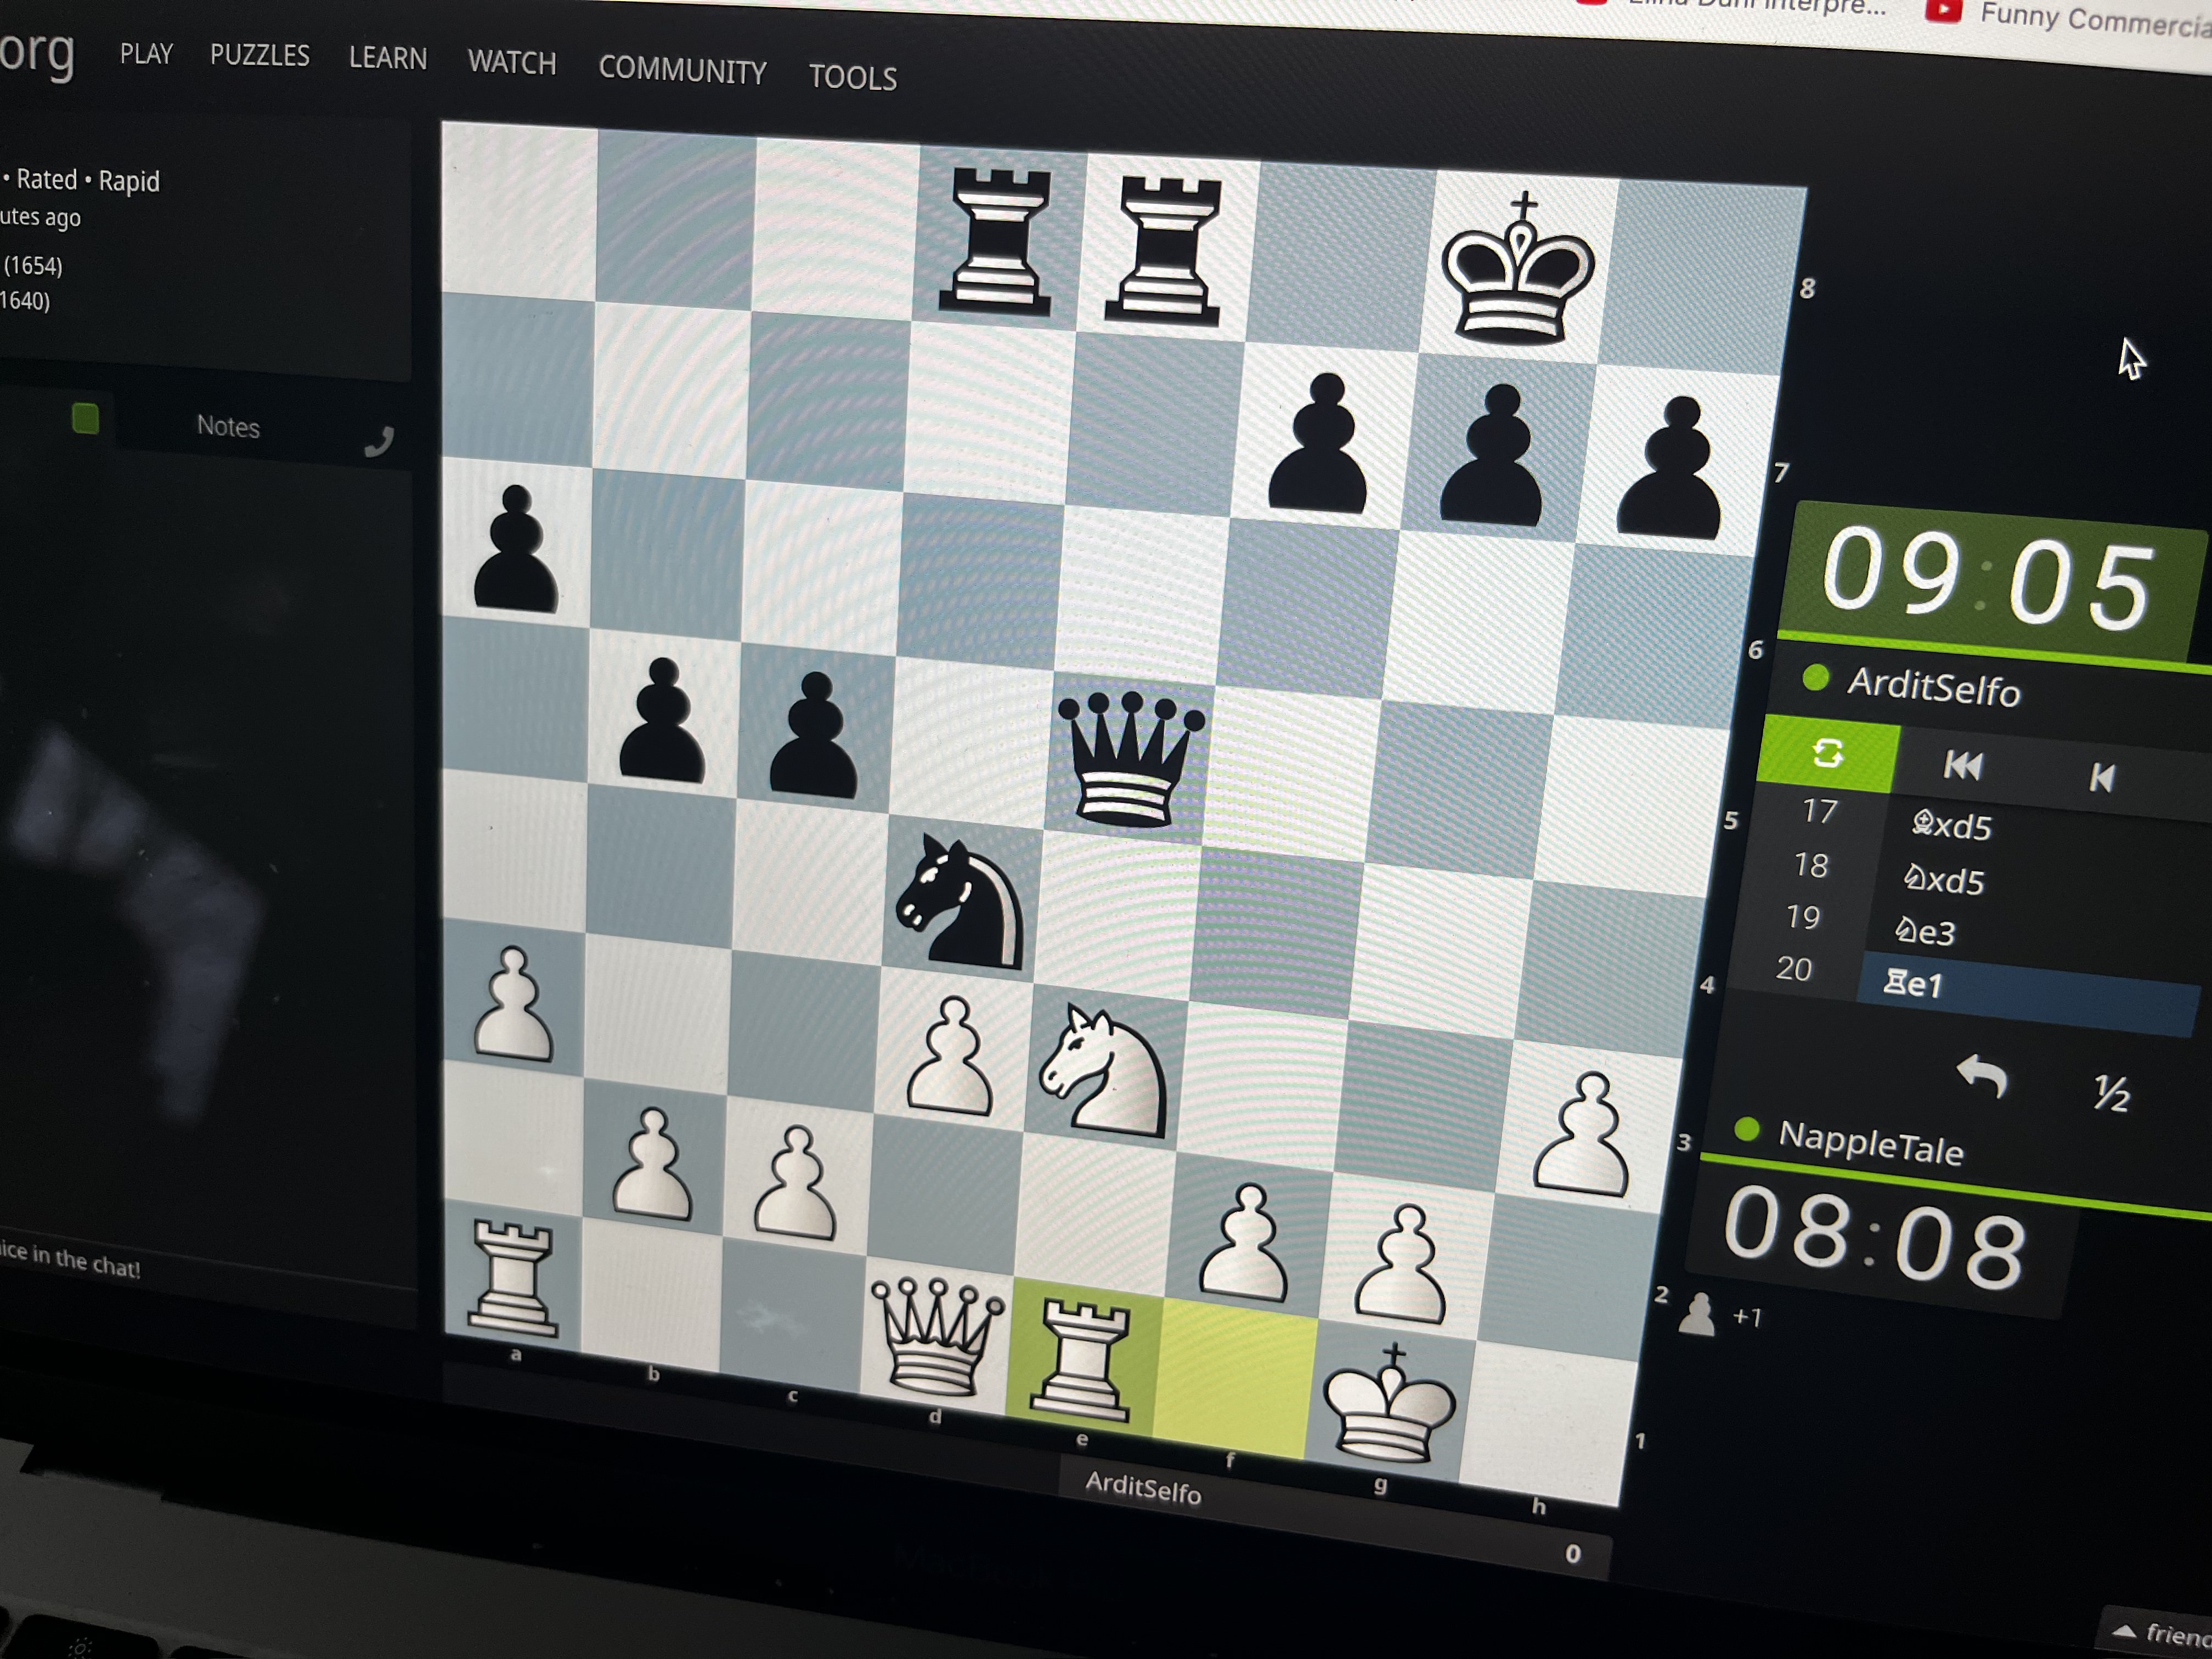 Funny Commercia
org PLAY PUZZLES LEARN WATCH COMMUNITY TOOLS
• Rated • Rapid
utes ago
(1654)
1640)
Notes
ice in the chat!
8
7
6
5
4
3
2
1
a b c d e f g h
09:05
ArditSelfo
17 ♗xd5
18 ♘xd5
19 ♘e3
20 ♖e1
½
NappleTale
08:08
+1
ArditSelfo
0
friend